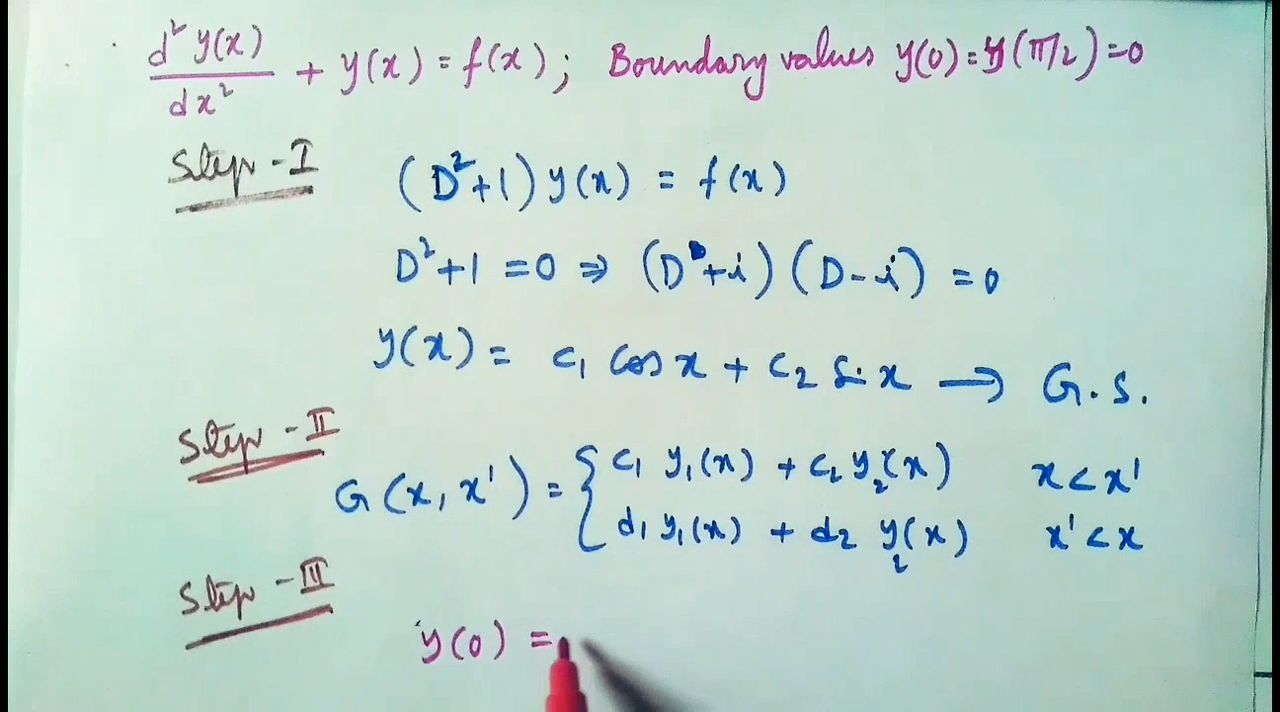 d² y(x) / dx² + y(x) = f(x) ; Boundary values y(0) = y(π/2) = 0
Step - I
(D² + 1) y(x) = f(x)
D² + 1 = 0 ⇒ (D + i) (D - i) = 0
y(x) = c₁ cos x + c₂ sin x → G.S.
Step - II
G(x, x') = { c₁ y₁(x) + c₂ y₂(x) x < x'
d₁ y₁(x) + d₂ y₂(x) x' < x
Step - III
y(0) =